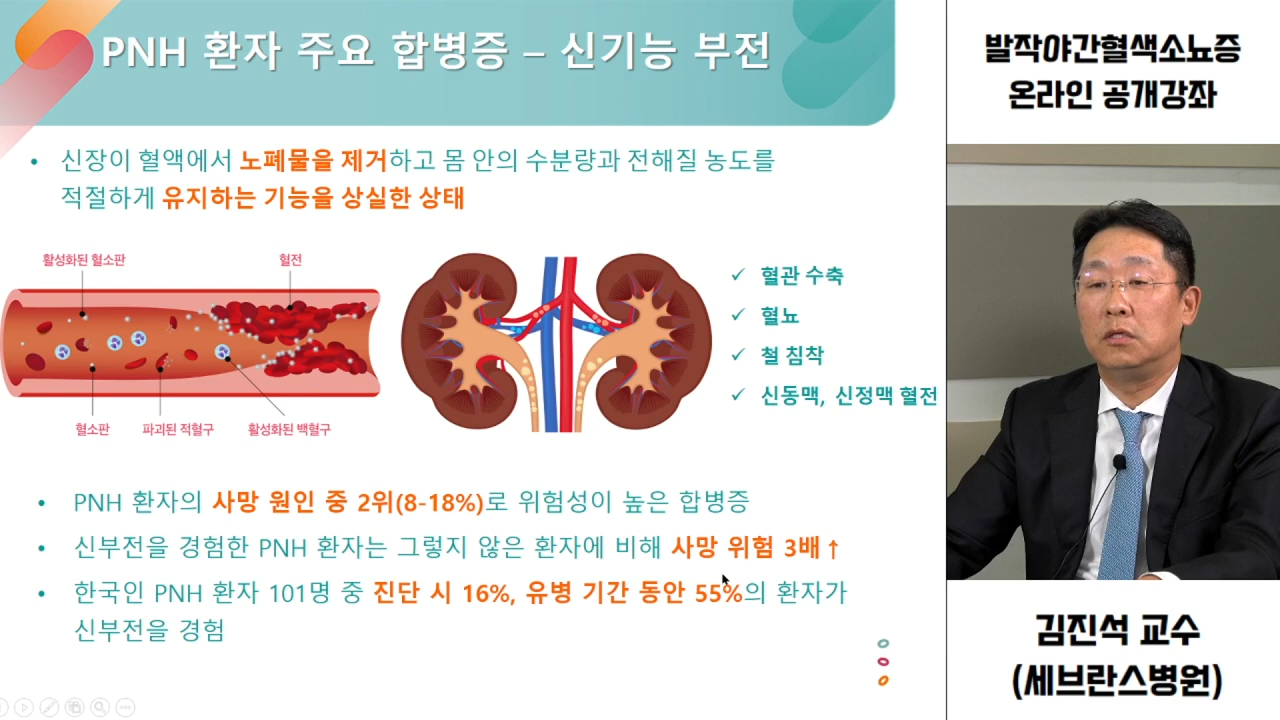 PNH 환자 주요 합병증 – 신기능 부전
• 신장이 혈액에서 노폐물을 제거하고 몸 안의 수분량과 전해질 농도를
적절하게 유지하는 기능을 상실한 상태
활성화된 혈소판
혈전
혈소판
파괴된 적혈구
활성화된 백혈구
✓ 혈관 수축
✓ 혈뇨
✓ 철 침착
✓ 신동맥, 신정맥 혈전
• PNH 환자의 사망 원인 중 2위(8-18%)로 위험성이 높은 합병증
• 신부전을 경험한 PNH 환자는 그렇지 않은 환자에 비해 사망 위험 3배↑
• 한국인 PNH 환자 101명 중 진단 시 16%, 유병 기간 동안 55%의 환자가
신부전을 경험
발작야간혈색소뇨증
온라인 공개강좌
김진석 교수
(세브란스병원)